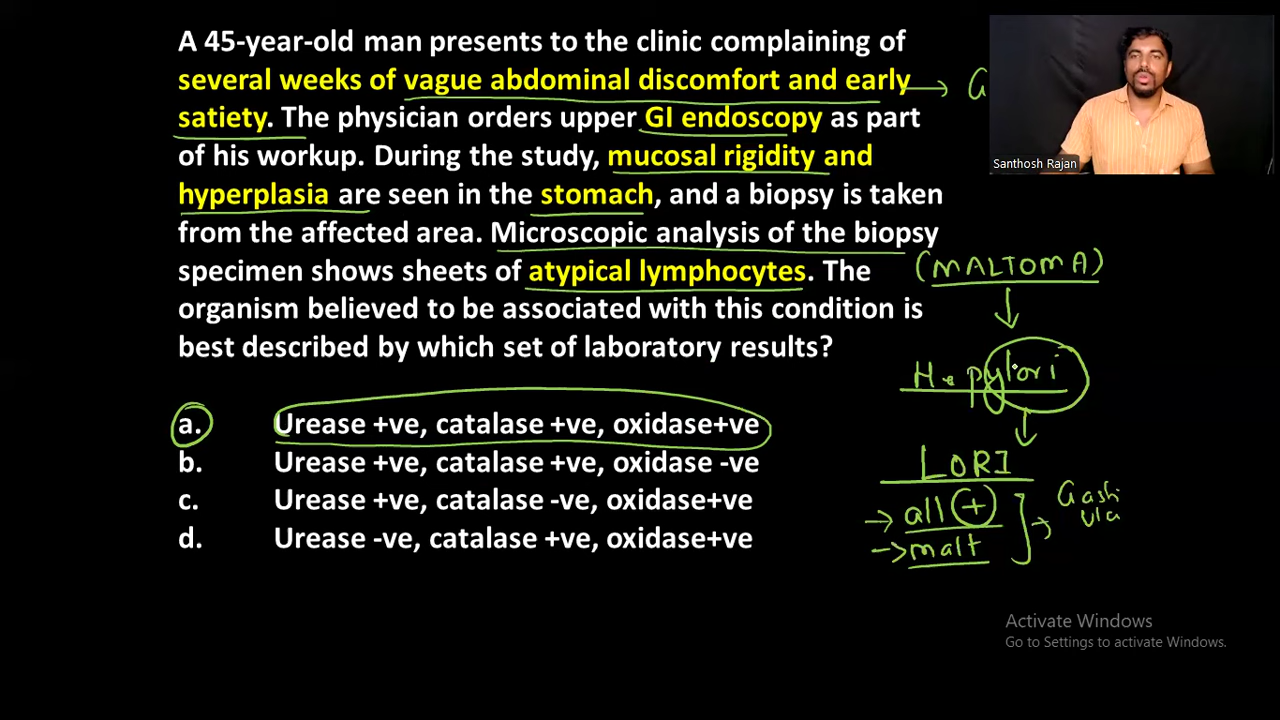 A 45-year-old man presents to the clinic complaining of
several weeks of vague abdominal discomfort and early
satiety. The physician orders upper GI endoscopy as part
of his workup. During the study, mucosal rigidity and
hyperplasia are seen in the stomach, and a biopsy is taken
from the affected area. Microscopic analysis of the biopsy
specimen shows sheets of atypical lymphocytes. The
organism believed to be associated with this condition is
best described by which set of laboratory results?
a. Urease +ve, catalase +ve, oxidase+ve
b. Urease +ve, catalase +ve, oxidase -ve
c. Urease +ve, catalase -ve, oxidase+ve
d. Urease -ve, catalase +ve, oxidase+ve
Santhosh Rajan
(MALTOMA)
H. pylori
LORI
all (+)
malt
Activate Windows
Go to Settings to activate Windows.